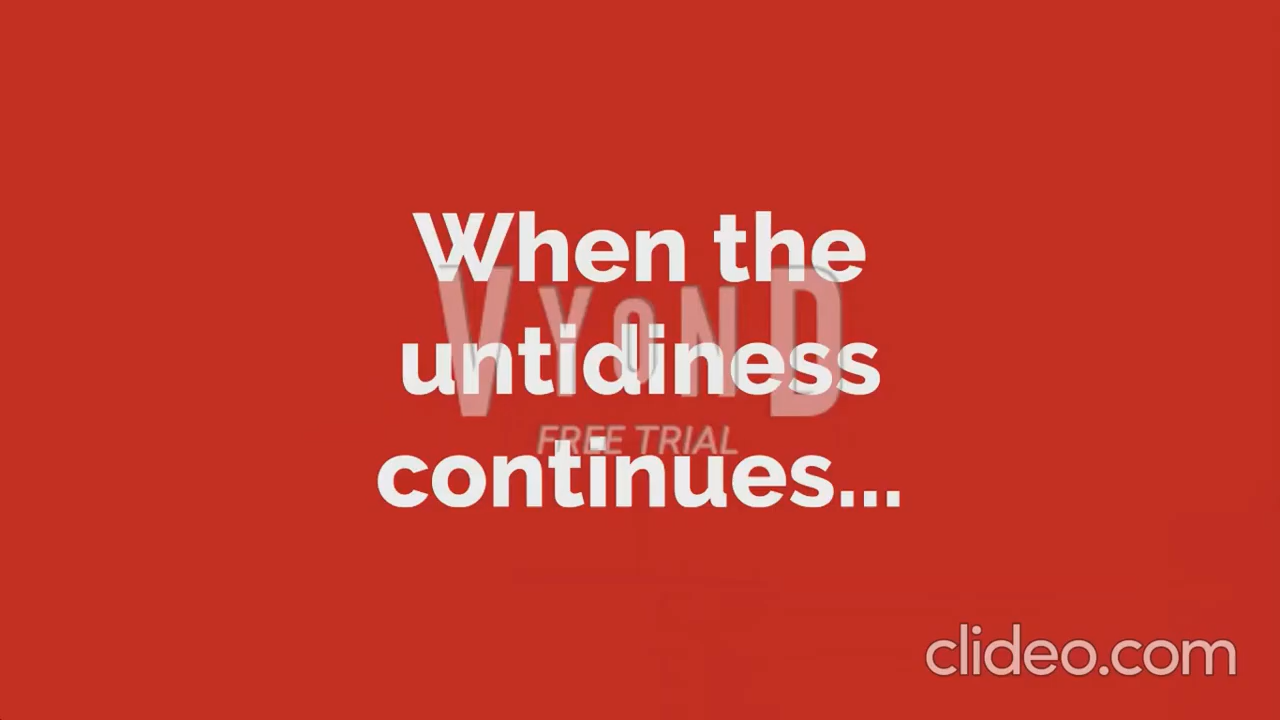 When the
VYOND
untidiness
FREE TRIAL
continues...
clideo.com